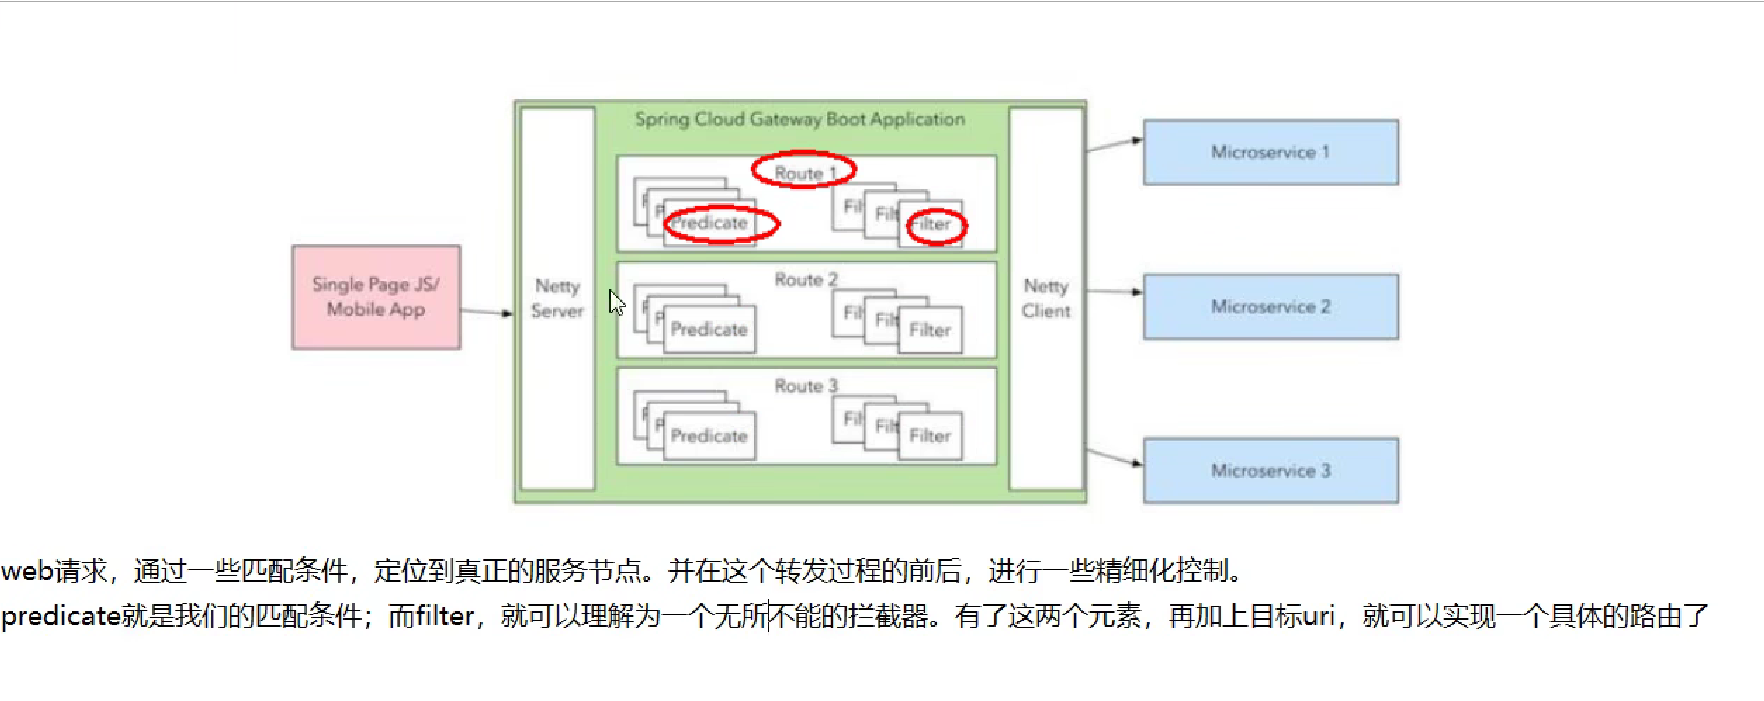 Spring Cloud Gateway Boot Application
Route 1
Predicate
Fil
Filt
Filter
Single Page JS/
Mobile App
Netty
Server
Route 2
P
Predicate
Fil
Filt
Filter
Route 3
P
Predicate
Fil
Filt
Filter
Netty
Client
Microservice 1
Microservice 2
Microservice 3
web请求，通过一些匹配条件，定位到真正的服务节点。并在这个转发过程的前后，进行一些精细化控制。
predicate就是我们的匹配条件；而filter，就可以理解为一个无所不能的拦截器。有了这两个元素，再加上目标uri，就可以实现一个具体的路由了